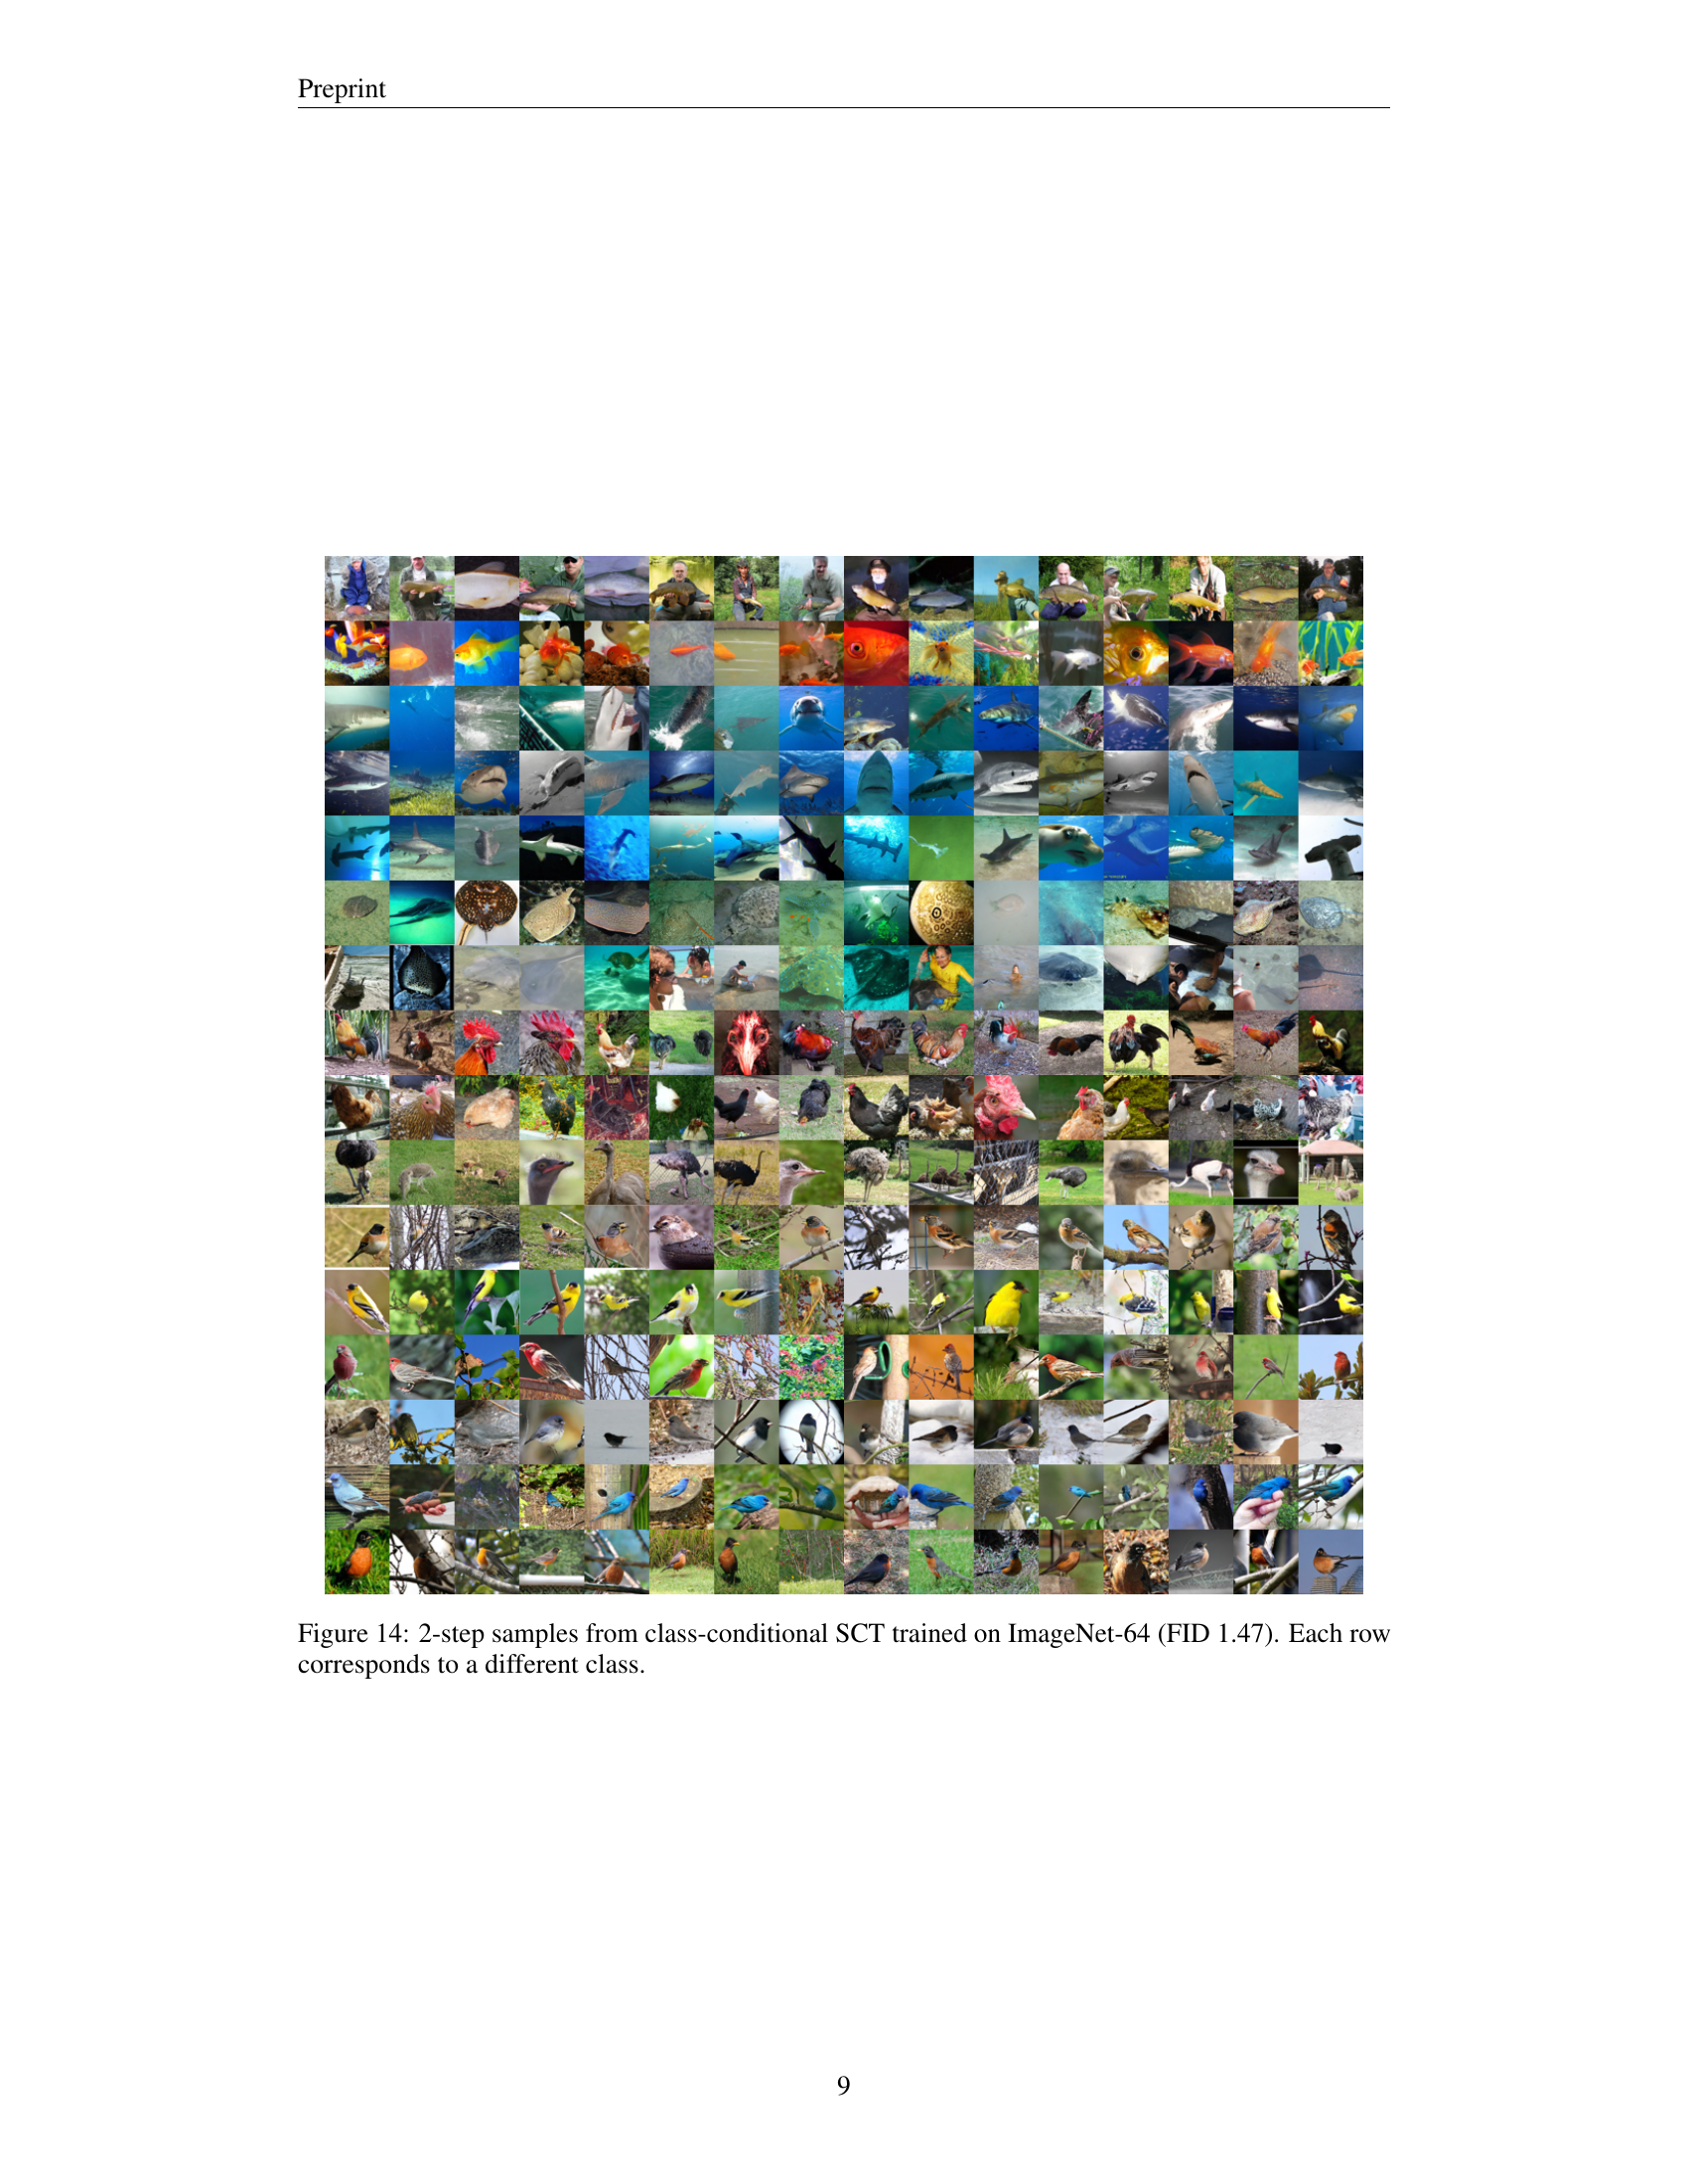 Preprint
Figure 14: 2-step samples from class-conditional SCT trained on ImageNet-64 (FID 1.47). Each row
corresponds to a different class.
9